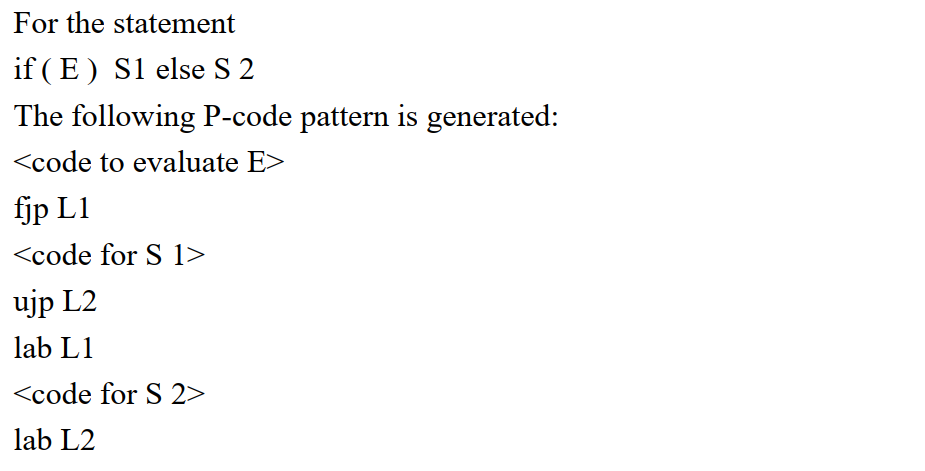 For the statement
if ( E )  S1 else S 2
The following P-code pattern is generated:
<code to evaluate E>
fjp L1
<code for S 1>
ujp L2
lab L1
<code for S 2>
lab L2